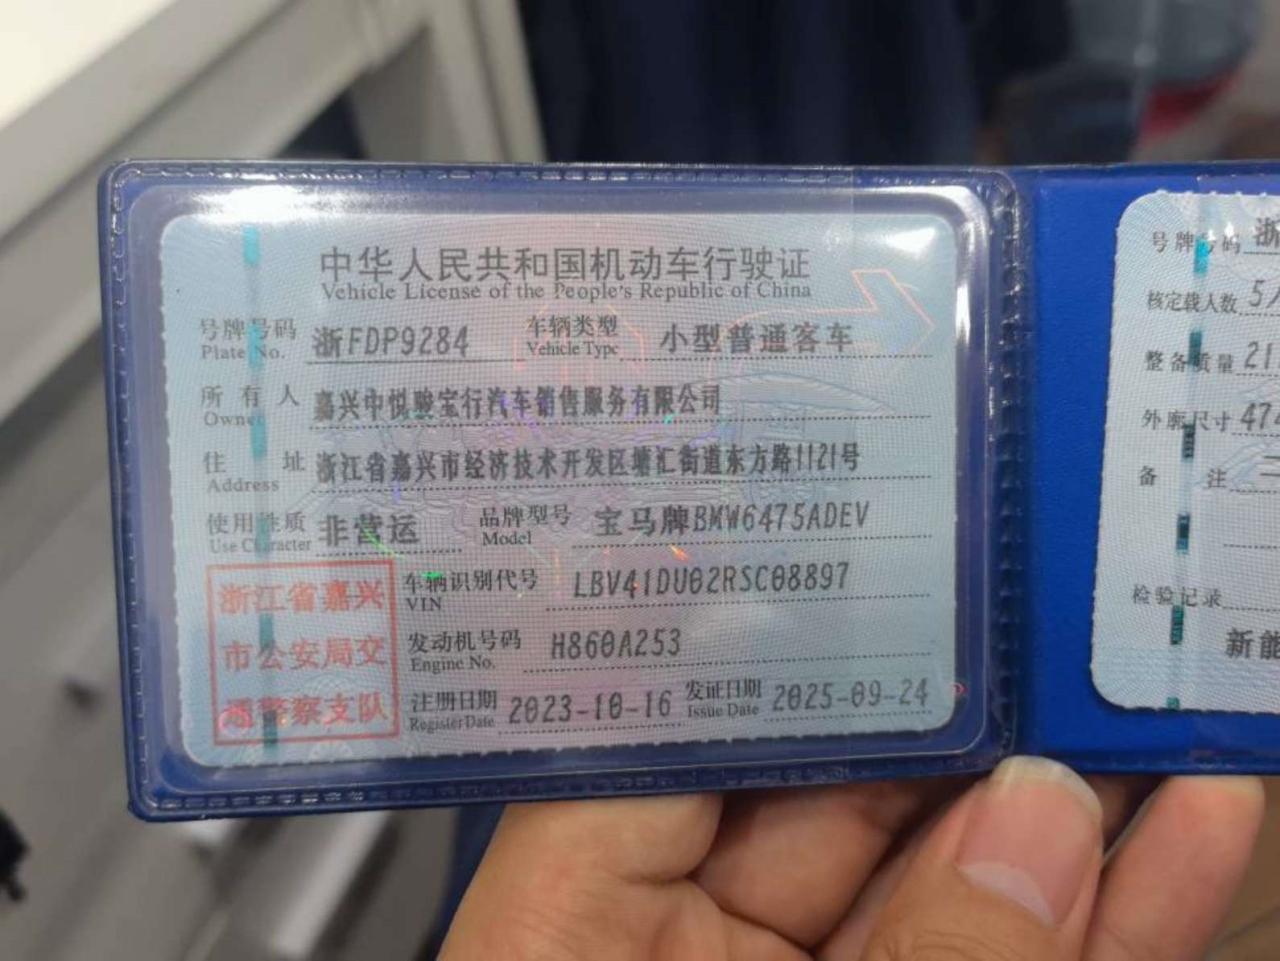 中华人民共和国机动车行驶证
Vehicle License of the People's Republic of China
号牌号码 浙FDP9284 车辆类型 小型普通客车
Plate No. Vehicle Type
所有人 嘉兴中悦骏宝行汽车销售服务有限公司
Owner
住址 浙江省嘉兴市经济技术开发区塘汇街道东方路1121号
Address
使用性质 非营运 品牌型号 宝马牌BMW6475ADEV
Use Character Model
车辆识别代号 LBV41DU02RSC08897
VIN
发动机号码 H860A253
Engine No.
注册日期 2023-10-16 发证日期 2025-09-24
Register Date Issue Date
浙江省嘉兴
市公安局交
通警察支队
号牌号码 浙
核定载人数 5人
整备质量 21
外廓尺寸 47
备注 二
检验记录
新能